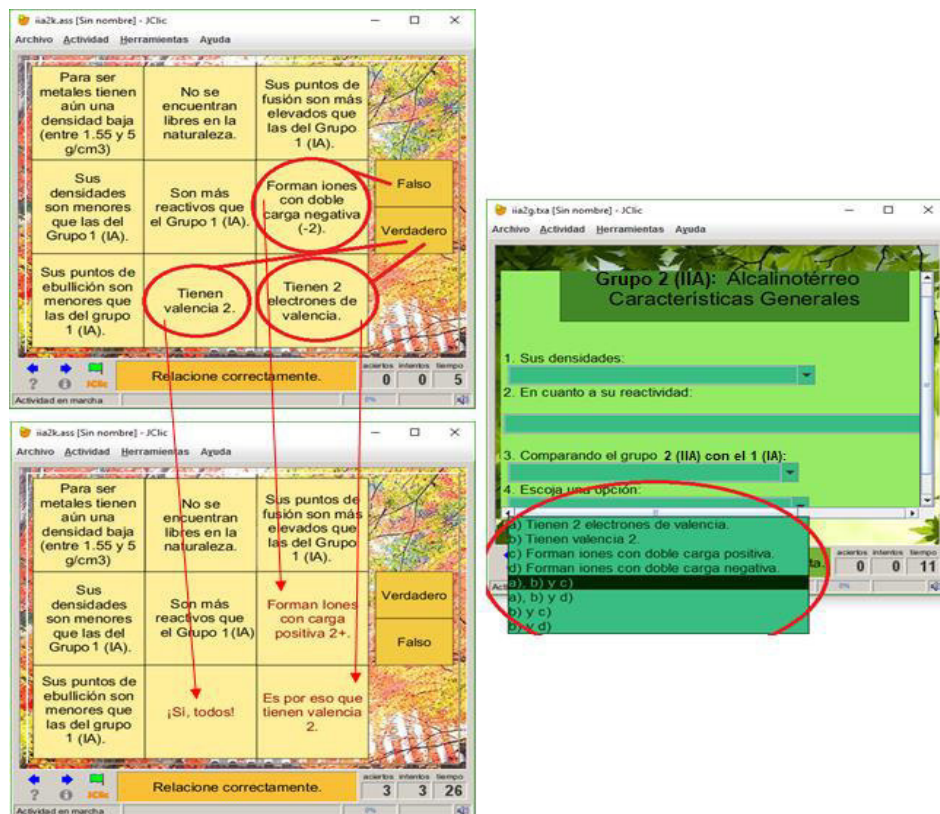 iia2k.ass [Sin nombre] - JClic
Archivo Actividad Herramientas Ayuda
Para ser
metales tienen
aún una
densidad baja
(entre 1.55 y 5
g/cm3)
No se
encuentran
libres en la
naturaleza.
Sus puntos de
fusión son más
elevados que
las del Grupo
1 (IA).
Sus
densidades
son menores
que las del
Grupo 1 (IA).
Son más
reactivos que
el Grupo 1 (IA).
Forman iones
con doble
carga negativa
(-2).
Falso
Verdadero
Sus puntos de
ebullición son
menores que
las del grupo
1 (IA).
Tienen
valencia 2.
Tienen 2
electrones de
valencia.
JClic
Relacione correctamente.
aciertos intentos tiempo
0 0 5
Actividad en marcha
0%
iia2k.ass [Sin nombre] - JClic
Archivo Actividad Herramientas Ayuda
Para ser
metales tienen
aún una
densidad baja
(entre 1.55 y 5
g/cm3)
No se
encuentran
libres en la
naturaleza.
Sus puntos de
fusión son más
elevados que
las del Grupo
1 (IA).
Sus
densidades
son menores
que las del
Grupo 1 (IA).
Son más
reactivos que
el Grupo 1 (IA)
Forman Iones
con carga
positiva 2+.
Verdadero
Falso
Sus puntos de
ebullición son
menores que
las del grupo
1 (IA).
¡Si, todos!
Es por eso que
tienen valencia
2.
JClic
Relacione correctamente.
aciertos intentos tiempo
3 3 26
Actividad en marcha
iia2g.txa [Sin nombre] - JClic
Archivo Actividad Herramientas Ayuda
Grupo 2 (IIA): Alcalinotérreo
Características Generales
1. Sus densidades:
2. En cuanto a su reactividad:
3. Comparando el grupo 2 (IIA) con el 1 (IA):
4. Escoja una opción:
a) Tienen 2 electrones de valencia.
b) Tienen valencia 2.
c) Forman iones con doble carga positiva.
d) Forman iones con doble carga negativa.
a), b) y c)
a), b) y d)
b) y c)
b) y d)
aciertos intentos tiempo
0 0 11
0%